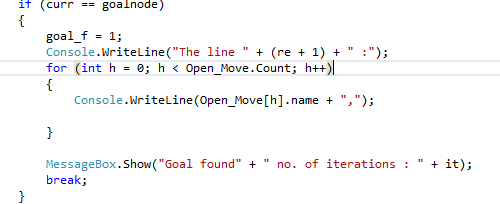 if (curr == goalnode)
{
goal_f = 1;
Console.WriteLine("The line " + (re + 1) + " :");
for (int h = 0; h < Open_Move.Count; h++)
{
Console.WriteLine(Open_Move[h].name + ",");
}
MessageBox.Show("Goal found" + " no. of iterations : " + it);
break;
}